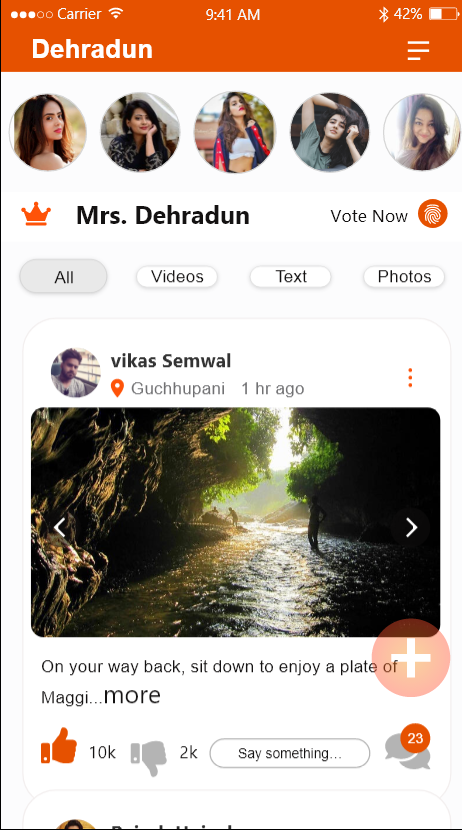 Carrier 9:41 AM 42%
Dehradun
Mrs. Dehradun Vote Now
All Videos Text Photos
vikas Semwal
Guchhupani 1 hr ago
On your way back, sit down to enjoy a plate of
Maggi...more
10k 2k Say something... 23